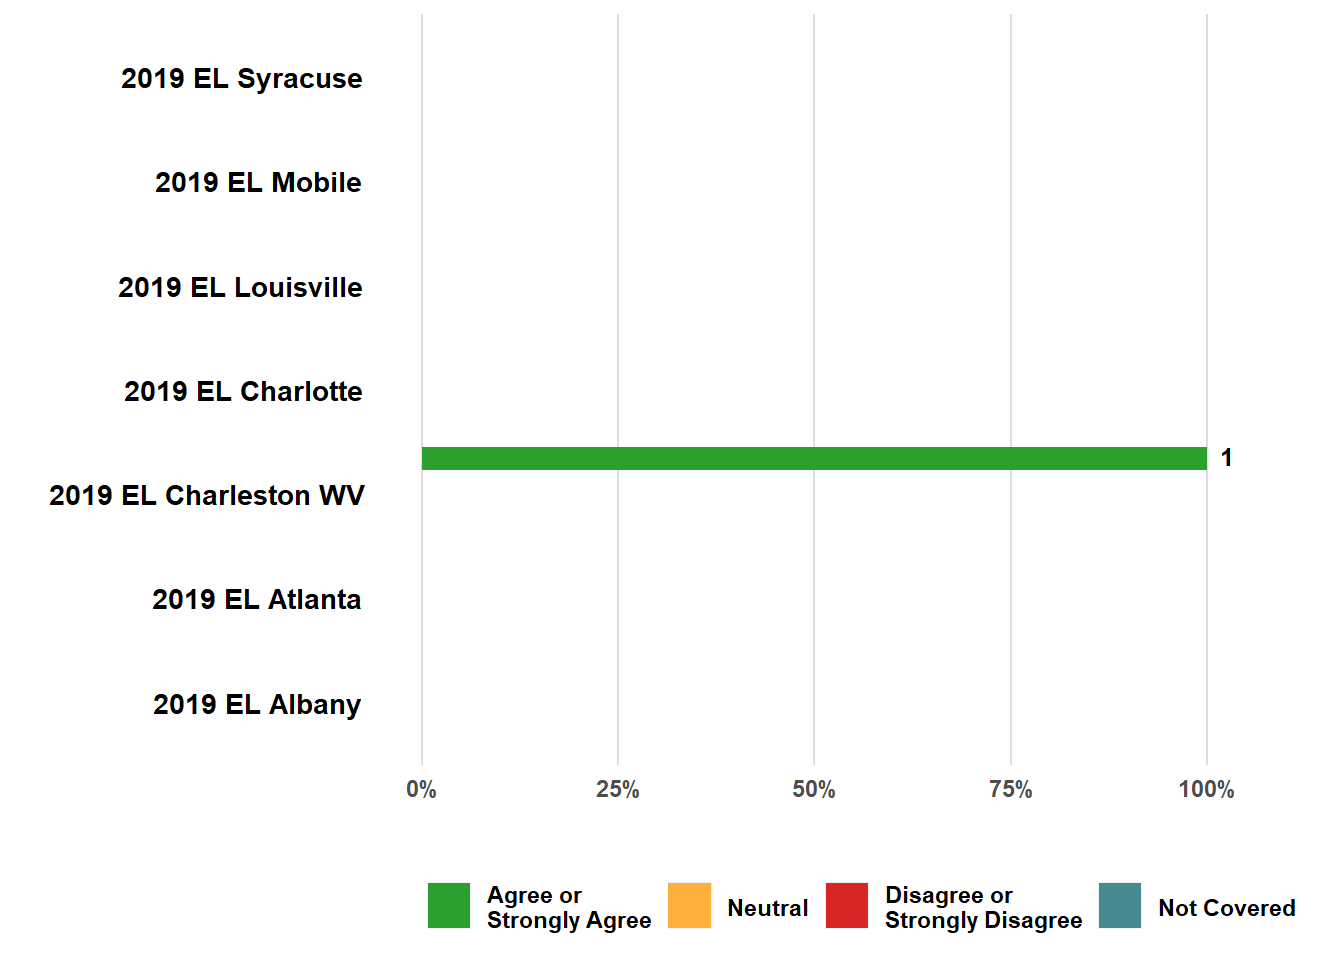 2019 EL Syracuse
2019 EL Mobile
2019 EL Louisville
2019 EL Charlotte
1
2019 EL Charleston WV
2019 EL Atlanta
2019 EL Albany
0% 25% 50% 75% 100%
Agree or
Strongly Agree
Neutral
Disagree or
Strongly Disagree
Not Covered